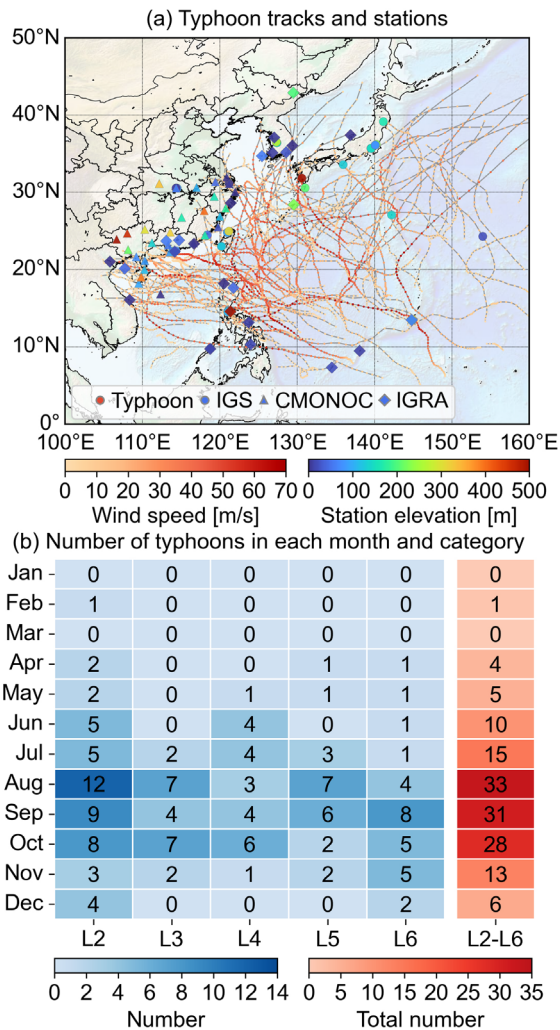 (a) Typhoon tracks and stations
50°N
40°N
30°N
20°N
10°N
0°
Typhoon IGS CMONOC IGRA
100°E 110°E 120°E 130°E 140°E 150°E 160°E
0 10 20 30 40 50 60 70
Wind speed [m/s]
0 100 200 300 400 500
Station elevation [m]
(b) Number of typhoons in each month and category
Jan 0 0 0 0 0 0
Feb 1 0 0 0 0 1
Mar 0 0 0 0 0 0
Apr 2 0 0 1 1 4
May 2 0 1 1 1 5
Jun 5 0 4 0 1 10
Jul 5 2 4 3 1 15
Aug 12 7 3 7 4 33
Sep 9 4 4 6 8 31
Oct 8 7 6 2 5 28
Nov 3 2 1 2 5 13
Dec 4 0 0 0 2 6
L2 L3 L4 L5 L6 L2-L6
0 2 4 6 8 10 12 14
Number
0 5 10 15 20 25 30 35
Total number